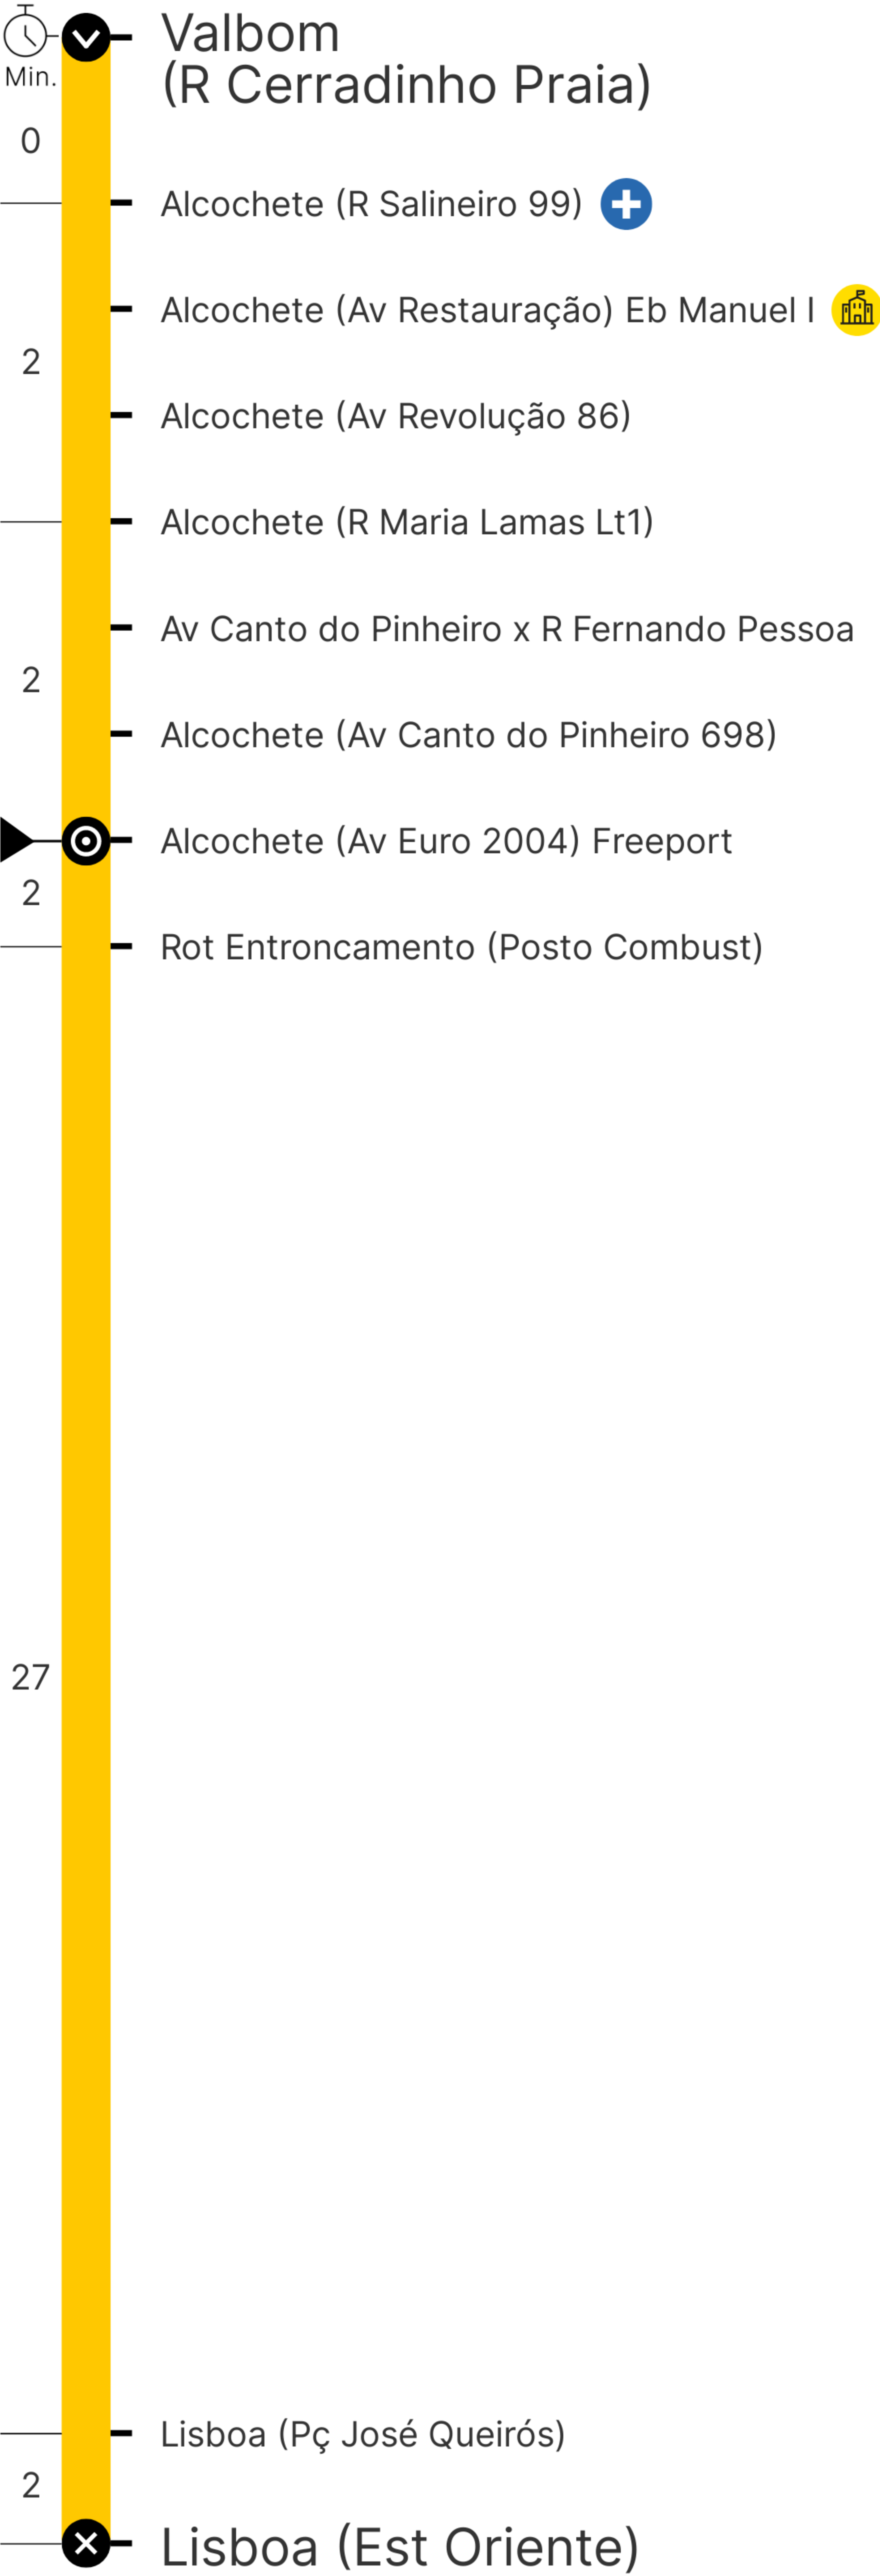 Valbom
(R Cerradinho Praia)
Min.
0
Alcochete (R Salineiro 99)
Alcochete (Av Restauração) Eb Manuel I
2
Alcochete (Av Revolução 86)
Alcochete (R Maria Lamas Lt1)
Av Canto do Pinheiro x R Fernando Pessoa
2
Alcochete (Av Canto do Pinheiro 698)
Alcochete (Av Euro 2004) Freeport
2
Rot Entroncamento (Posto Combust)
27
Lisboa (Pç José Queirós)
2
Lisboa (Est Oriente)